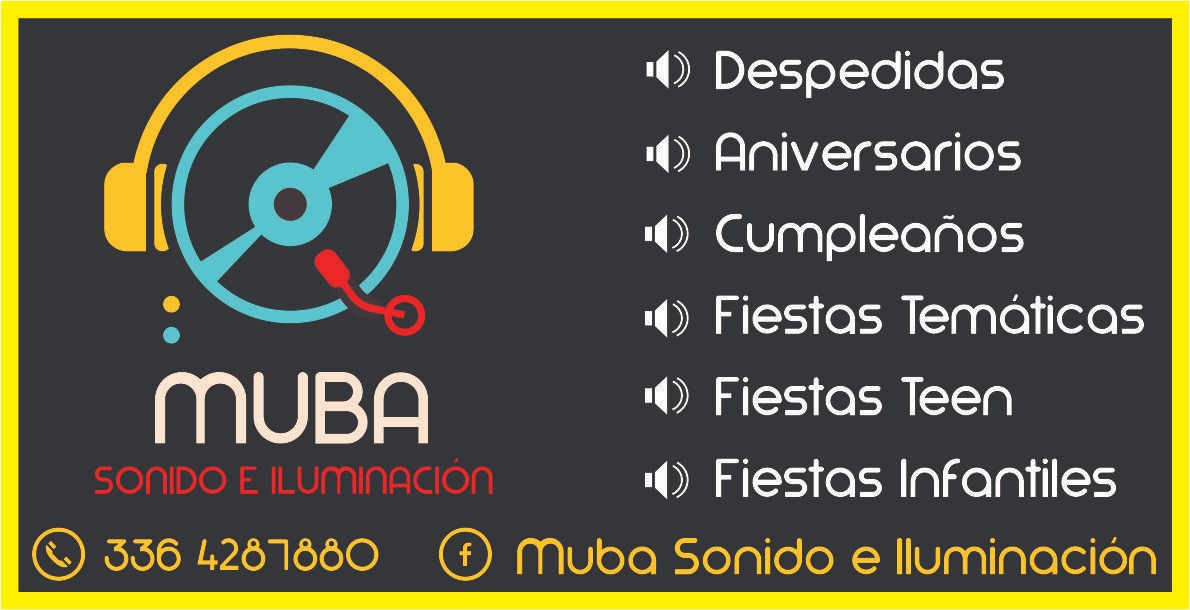 MUBA
SONIDO E ILUMINACIÓN
Despedidas
Aniversarios
Cumpleaños
Fiestas Temáticas
Fiestas Teen
Fiestas Infantiles
336 4287880
Muba Sonido e Iluminación